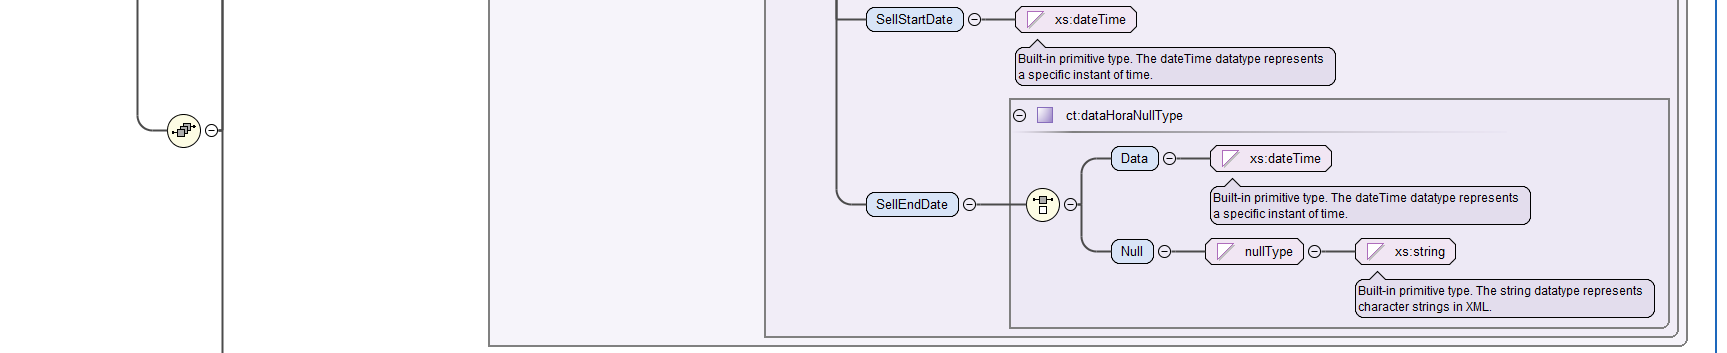 SellStartDate
xs:dateTime
Built-in primitive type. The dateTime datatype represents
a specific instant of time.
ct:dataHoraNullType
Data
xs:dateTime
Built-in primitive type. The dateTime datatype represents
a specific instant of time.
SellEndDate
Null
nullType
xs:string
Built-in primitive type. The string datatype represents
character strings in XML.